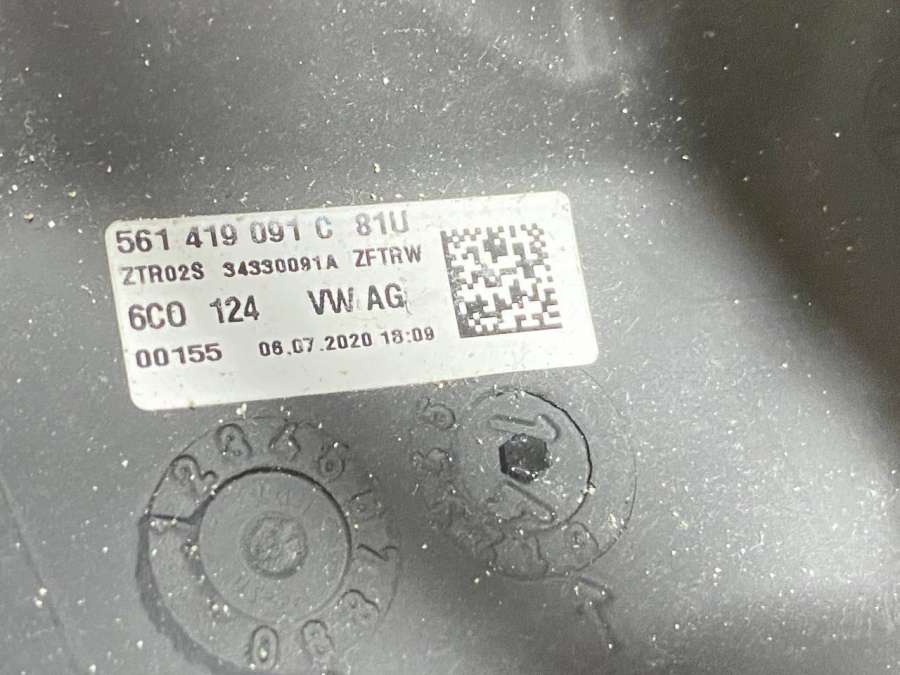 561 419 091 C 81U
ZTR02S 34330091A ZFTRW
6C0 124 VW AG
00155 06.07.2020 18:09